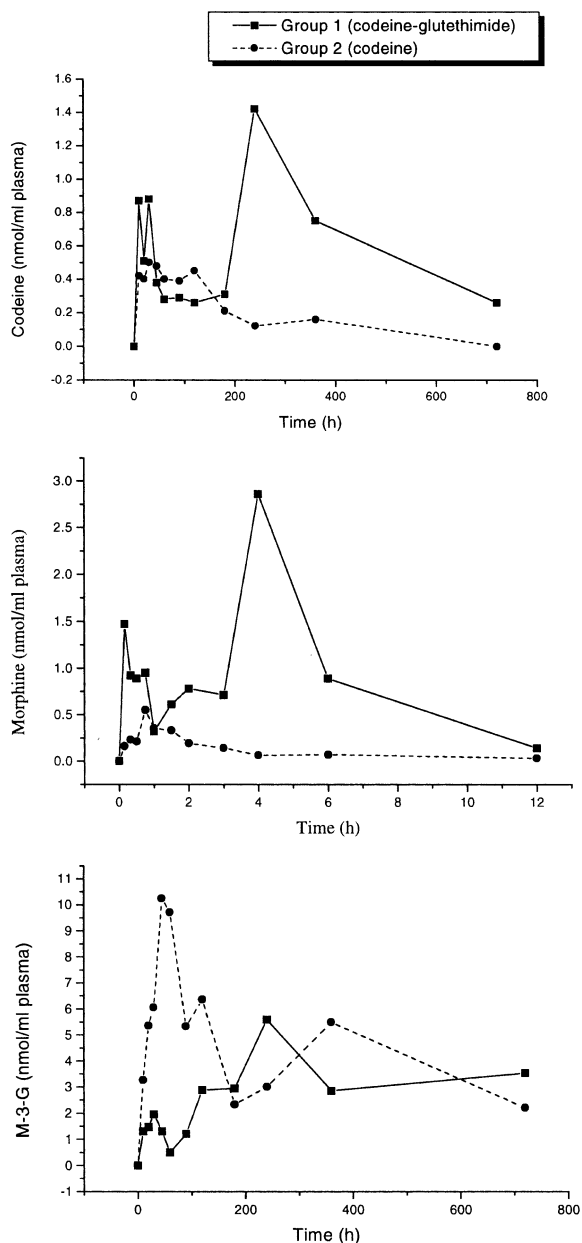 Group 1 (codeine-glutethimide)
Group 2 (codeine)
Codeine (nmol/ml plasma)
1.6
1.4
1.2
1.0
0.8
0.6
0.4
0.2
0.0
-0.2
0 200 400 600 800
Time (h)
Morphine (nmol/ml plasma)
3.0
2.5
2.0
1.5
1.0
0.5
0.0
0 2 4 6 8 10 12
Time (h)
M-3-G (nmol/ml plasma)
11
10
9
8
7
6
5
4
3
2
1
0
-1
0 200 400 600 800
Time (h)